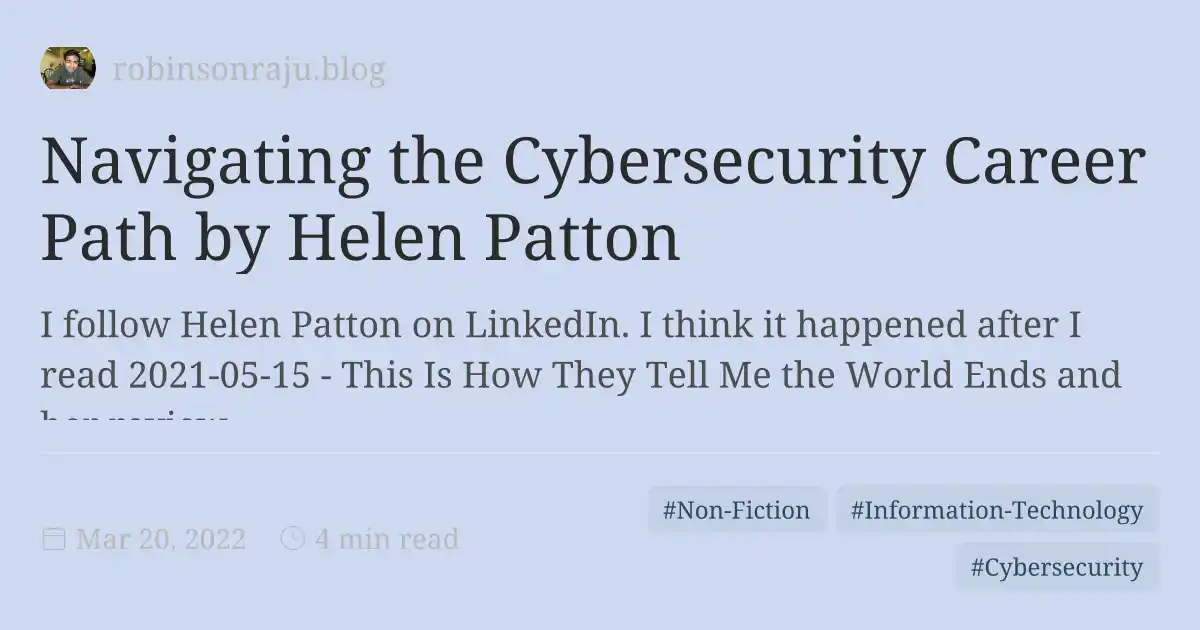 robinsonraju.blog
Navigating the Cybersecurity Career
Path by Helen Patton
I follow Helen Patton on LinkedIn. I think it happened after I
read 2021-05-15 - This Is How They Tell Me the World Ends and
Mar 20, 2022
4 min read
#Non-Fiction
#Information-Technology
#Cybersecurity